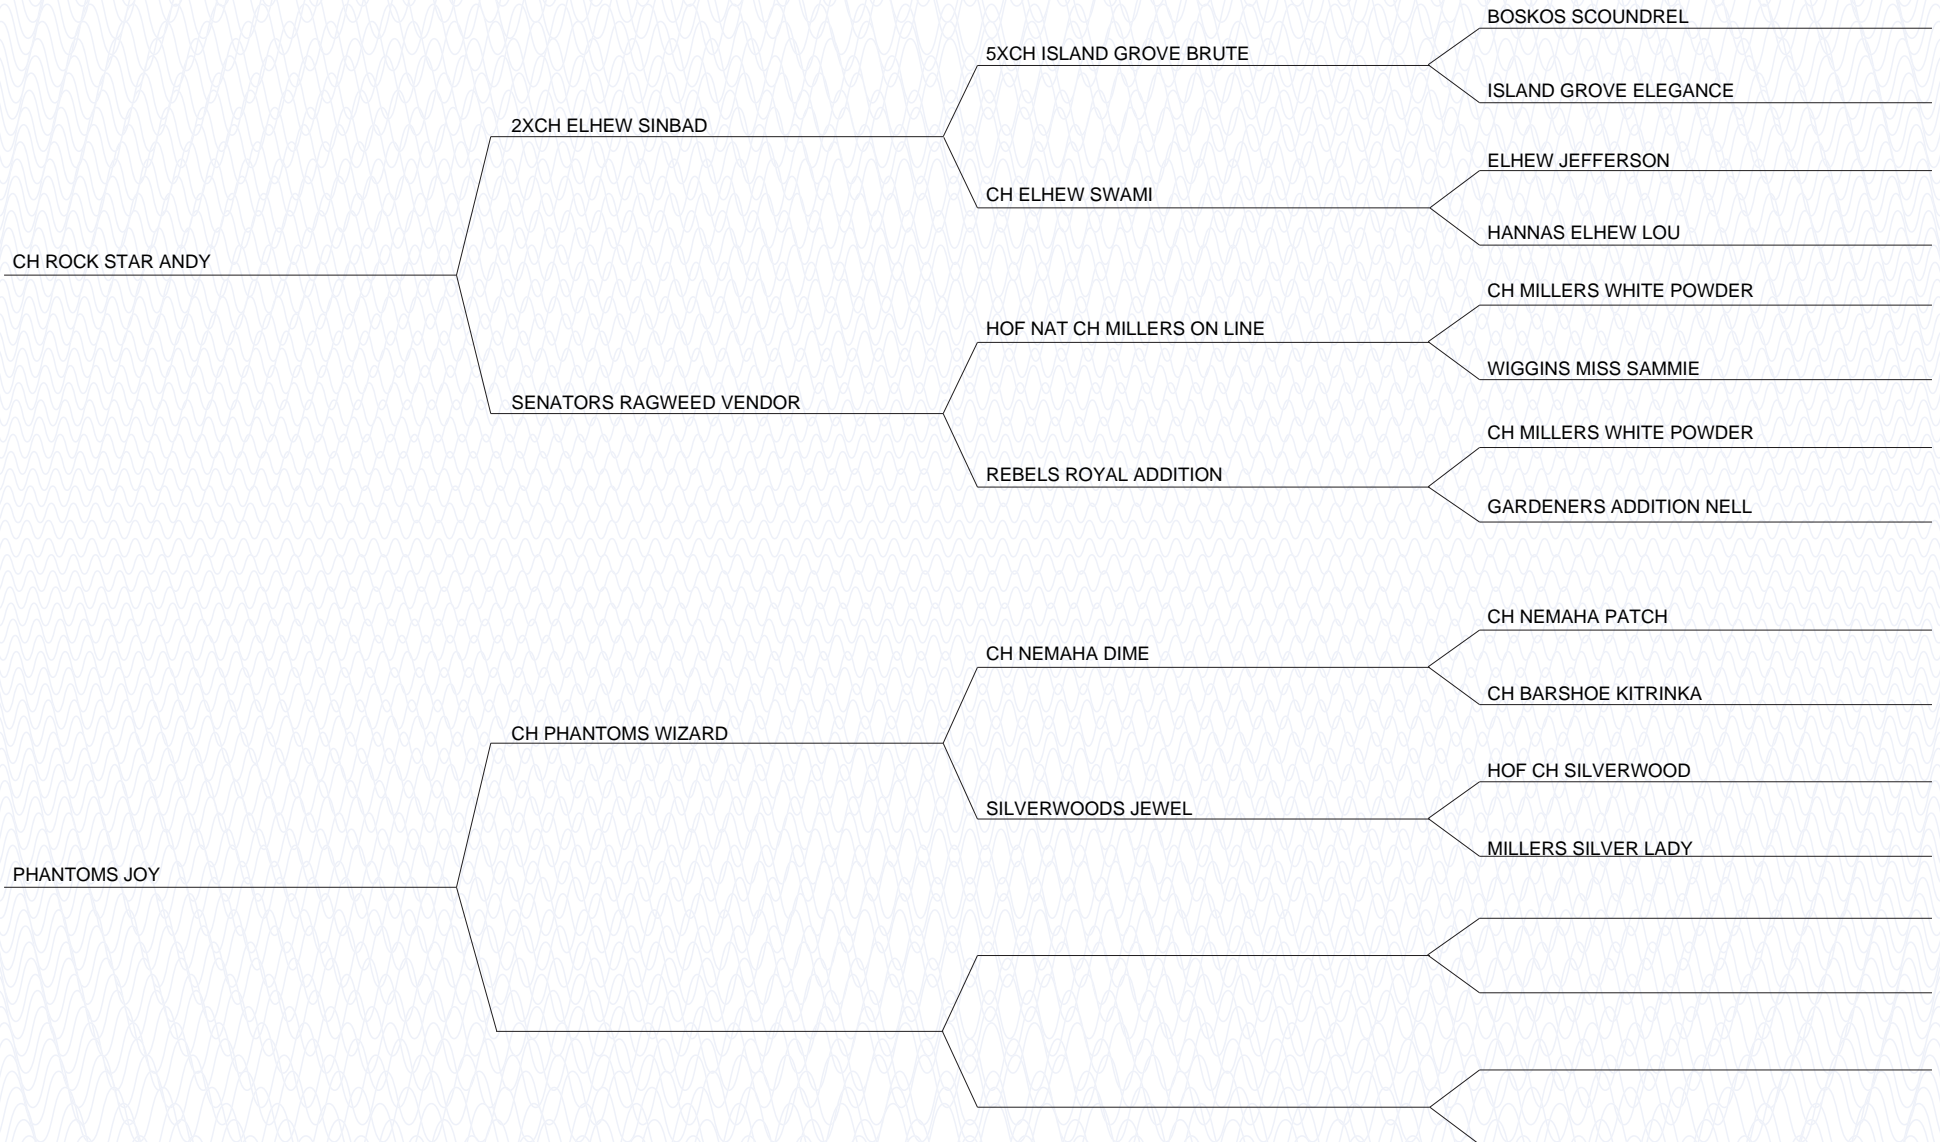 BOSKOS SCOUNDREL
5XCH ISLAND GROVE BRUTE
ISLAND GROVE ELEGANCE
2XCH ELHEW SINBAD
ELHEW JEFFERSON
CH ELHEW SWAMI
HANNAS ELHEW LOU
CH ROCK STAR ANDY
CH MILLERS WHITE POWDER
HOF NAT CH MILLERS ON LINE
WIGGINS MISS SAMMIE
SENATORS RAGWEED VENDOR
CH MILLERS WHITE POWDER
REBELS ROYAL ADDITION
GARDENERS ADDITION NELL
CH NEMAHA PATCH
CH NEMAHA DIME
CH BARSHOE KITRINKA
CH PHANTOMS WIZARD
HOF CH SILVERWOOD
SILVERWOODS JEWEL
MILLERS SILVER LADY
PHANTOMS JOY